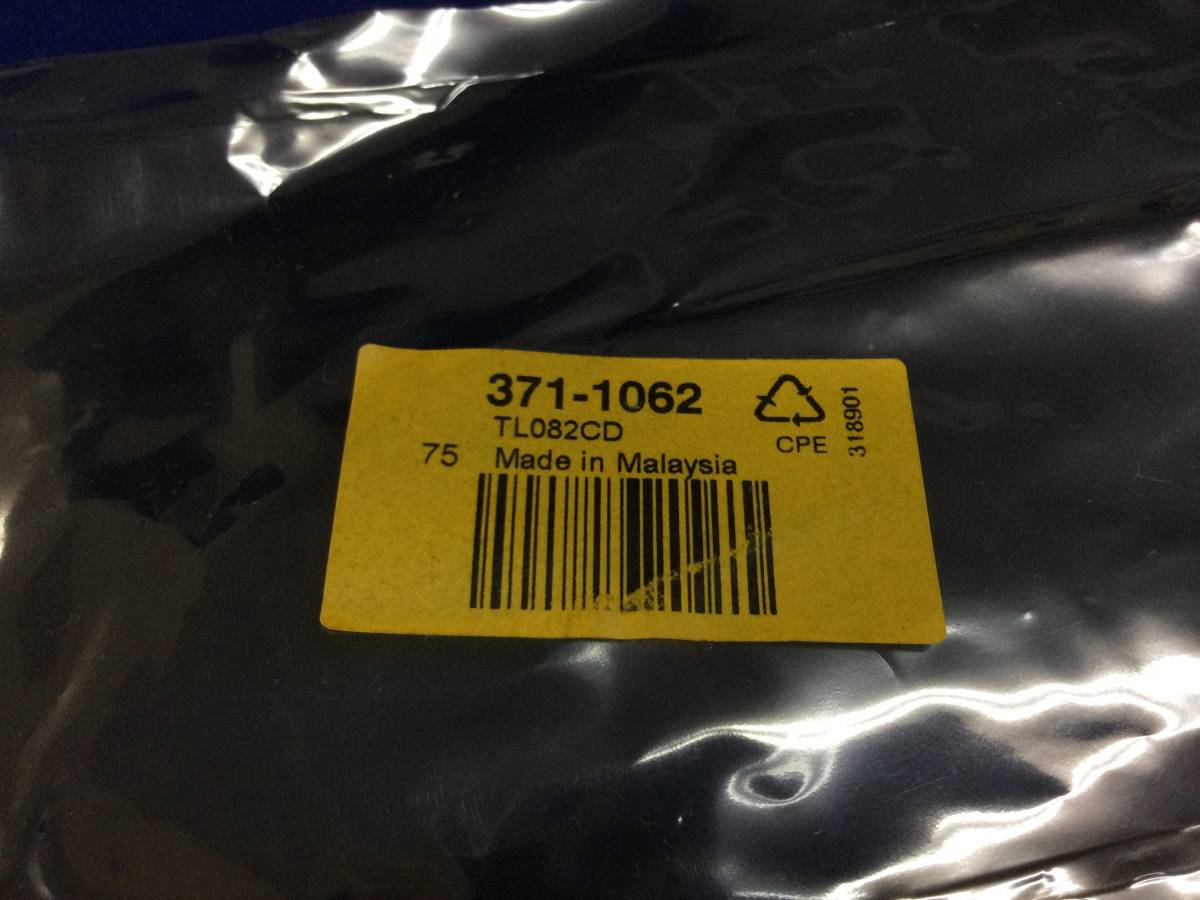 371-1062
TL082CD
75 Made in Malaysia
CPE
318901